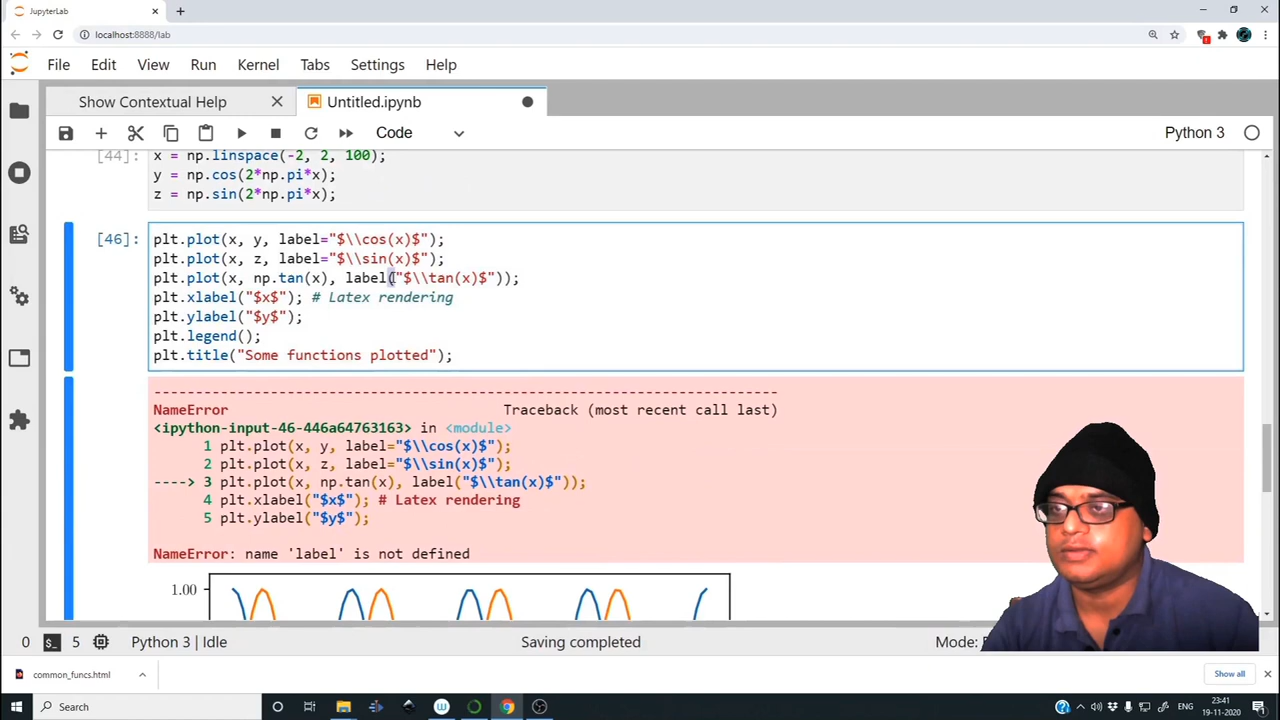 JupyterLab
localhost:8888/lab
File Edit View Run Kernel Tabs Settings Help
Show Contextual Help Untitled.ipynb
Code Python 3
[44] x = np.linspace(-2, 2, 100);
y = np.cos(2*np.pi*x);
z = np.sin(2*np.pi*x);
[46]: plt.plot(x, y, label="$\\cos(x)$");
plt.plot(x, z, label="$\\sin(x)$");
plt.plot(x, np.tan(x), label("$\\tan(x)$"));
plt.xlabel("$x$"); # Latex rendering
plt.ylabel("$y$");
plt.legend();
plt.title("Some functions plotted");
---------------------------------------------------------------------------
NameError Traceback (most recent call last)
<ipython-input-46-446a64763163> in <module>
1 plt.plot(x, y, label="$\\cos(x)$");
2 plt.plot(x, z, label="$\\sin(x)$");
----> 3 plt.plot(x, np.tan(x), label("$\\tan(x)$"));
4 plt.xlabel("$x$"); # Latex rendering
5 plt.ylabel("$y$");
NameError: name 'label' is not defined
1.00
0 5 Python 3 | Idle Saving completed Mode:
common_funcs.html Show all
Search ENG 23:41
19-11-2020